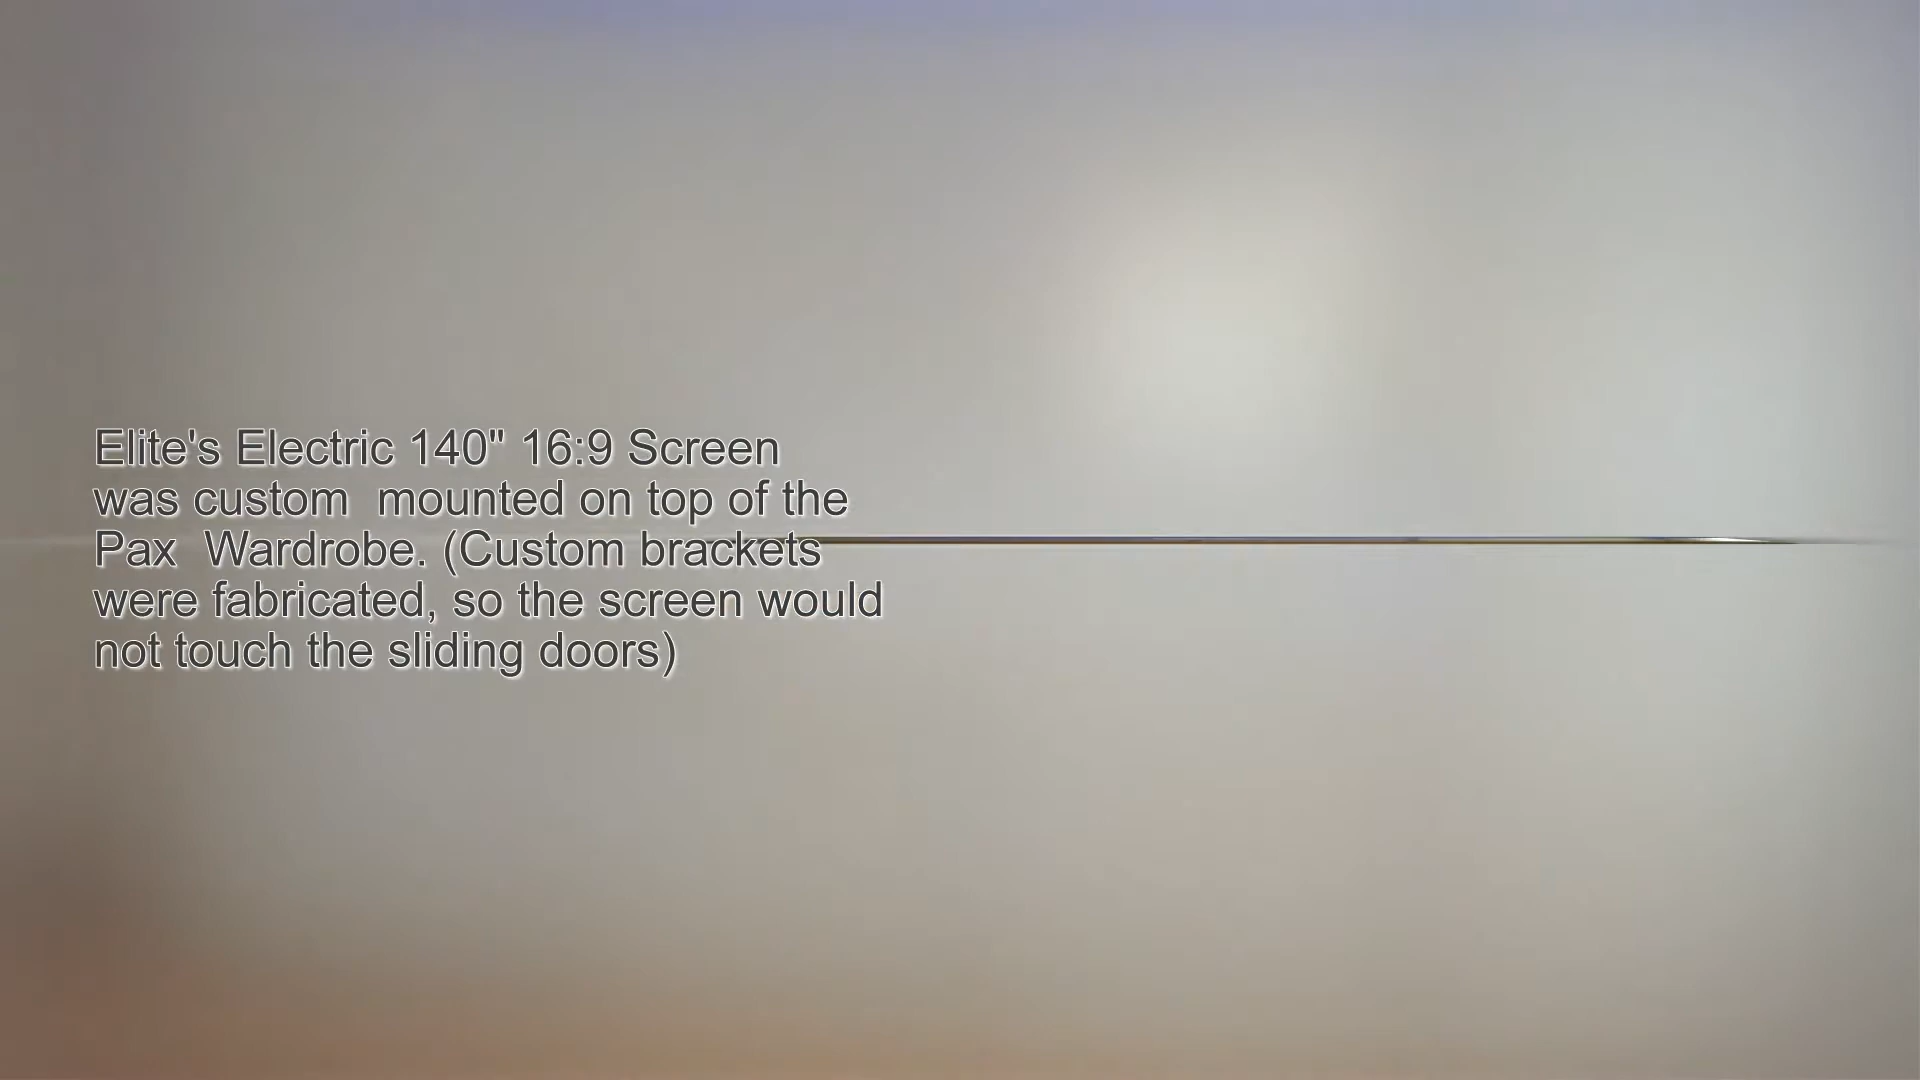 Elite's Electric 140" 16:9 Screen
was custom  mounted on top of the
Pax  Wardrobe. (Custom brackets
were fabricated, so the screen would
not touch the sliding doors)